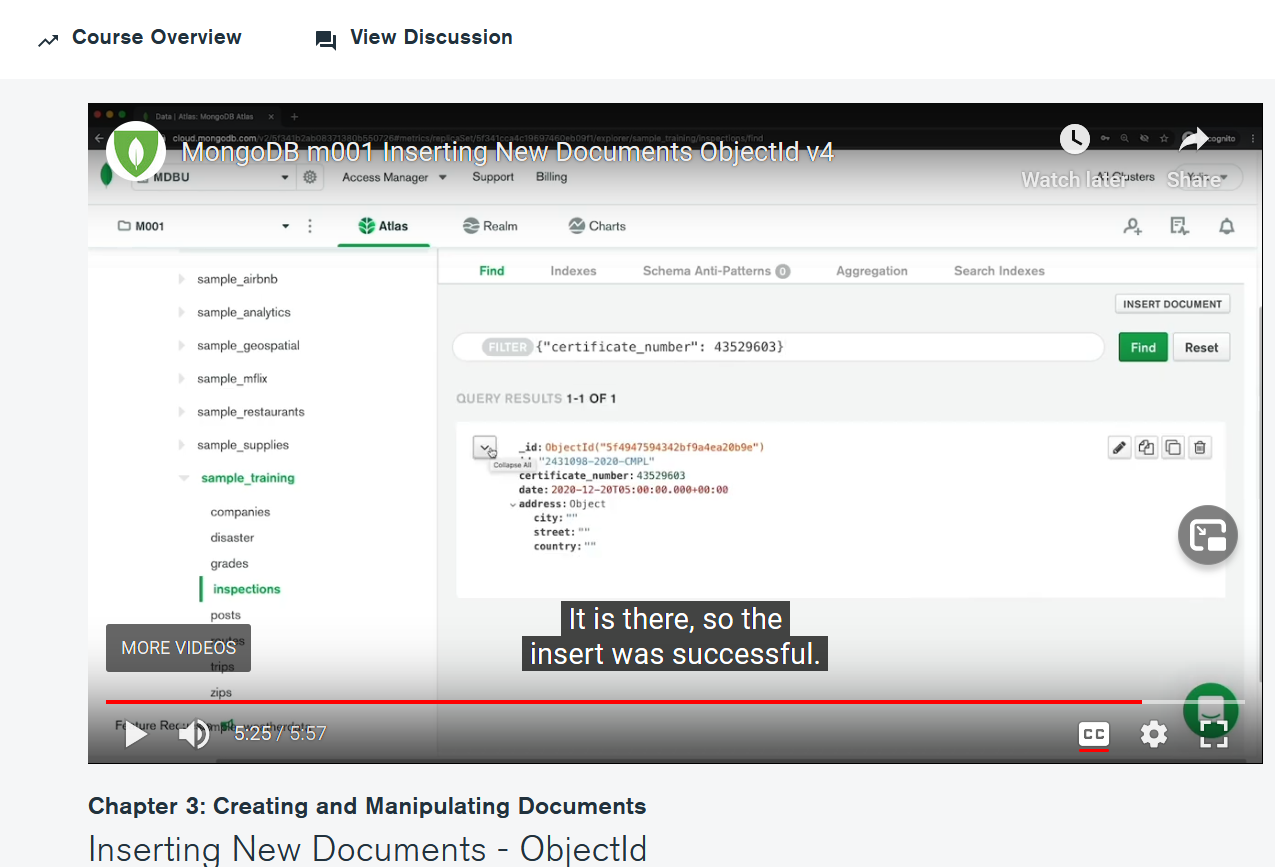 Course Overview View Discussion
Data | Atlas: MongoDB Atlas
cloud.mongodb.com/v2/5f341b2ab08371380b550726#metrics/replicaSet/5f341cca4c19697460eb09f1/explorer/sample_training/inspections/find
MongoDB m001 Inserting New Documents ObjectId v4
MDBU Access Manager Support Billing Clusters
Watch later Share
M001 Atlas Realm Charts
Find Indexes Schema Anti-Patterns 0 Aggregation Search Indexes
sample_airbnb
sample_analytics
INSERT DOCUMENT
sample_geospatial
FILTER {"certificate_number": 43529603} Find Reset
sample_mflix
QUERY RESULTS 1-1 OF 1
sample_restaurants
sample_supplies
_id: ObjectId("5f4947594342bf9a4ea20b9e")
"2431098-2020-CMPL"
Collapse All
certificate_number: 43529603
sample_training
date: 2020-12-20T05:00:00.000+00:00
address: Object
companies
city: ""
street: ""
disaster
country: ""
grades
inspections
posts
It is there, so the
insert was successful.
routes
MORE VIDEOS
trips
zips
5:25 / 5:57
CC
Chapter 3: Creating and Manipulating Documents
Inserting New Documents - ObjectId